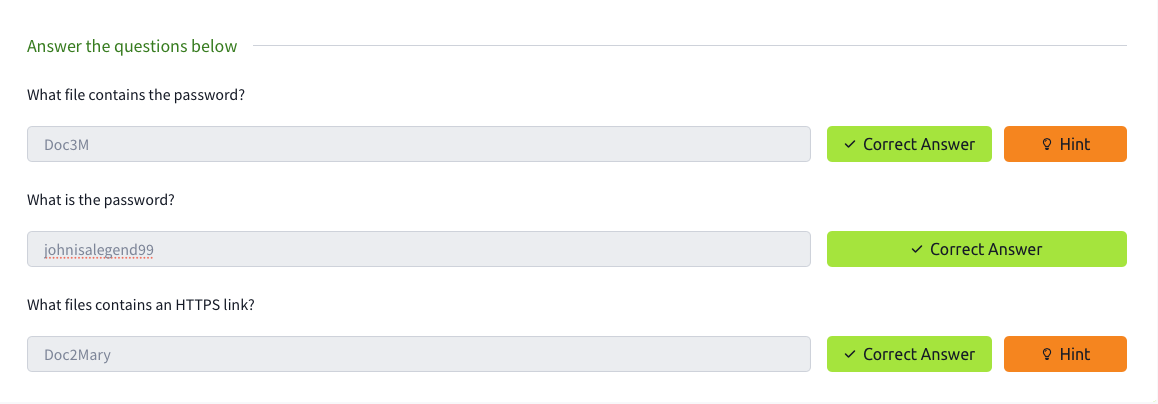 Answer the questions below
What file contains the password?
Doc3M
Correct Answer
Hint
What is the password?
johnisalegend99
Correct Answer
What files contains an HTTPS link?
Doc2Mary
Correct Answer
Hint